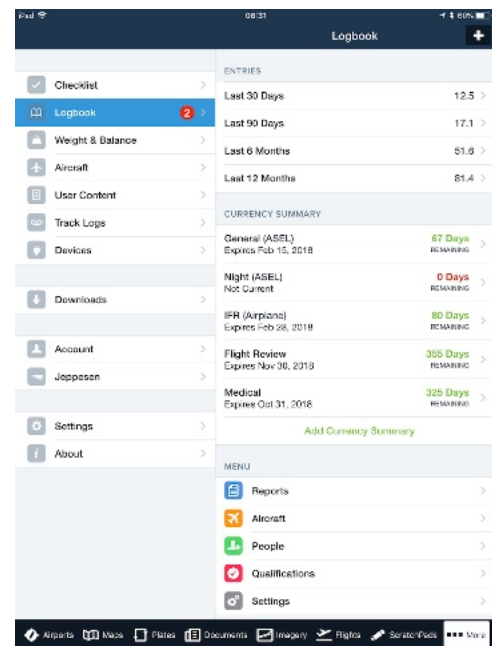 iPad
08:31
60%
Logbook
Checklist
Logbook
2
Weight & Balance
Aircraft
User Content
Track Logs
Devices
Downloads
Account
Jeppesen
Settings
About
ENTRIES
Last 30 Days 12.5
Last 90 Days 17.1
Last 6 Months 51.6
Last 12 Months 81.4
CURRENCY SUMMARY
General (ASEL) 67 Days
Expires Feb 15, 2018 REMAINING
Night (ASEL) 0 Days
Not Current REMAINING
IFR (Airplane) 80 Days
Expires Feb 28, 2018 REMAINING
Flight Review 355 Days
Expires Nov 30, 2018 REMAINING
Medical 325 Days
Expires Oct 31, 2018 REMAINING
Add Currency Summary
MENU
Reports
Aircraft
People
Qualifications
Settings
Airports Maps Plates Documents Imagery Flights ScratchPads More